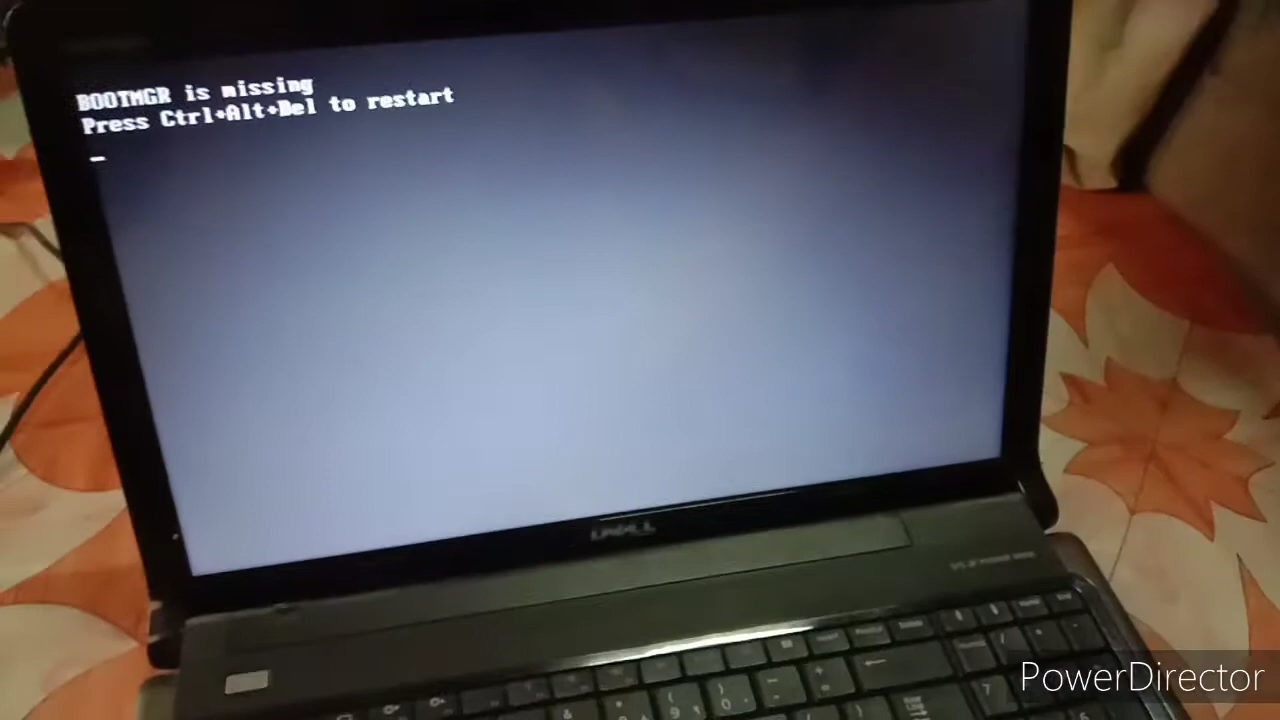 BOOTMGR is missing
Press Ctrl+Alt+Del to restart
DELL
PowerDirector